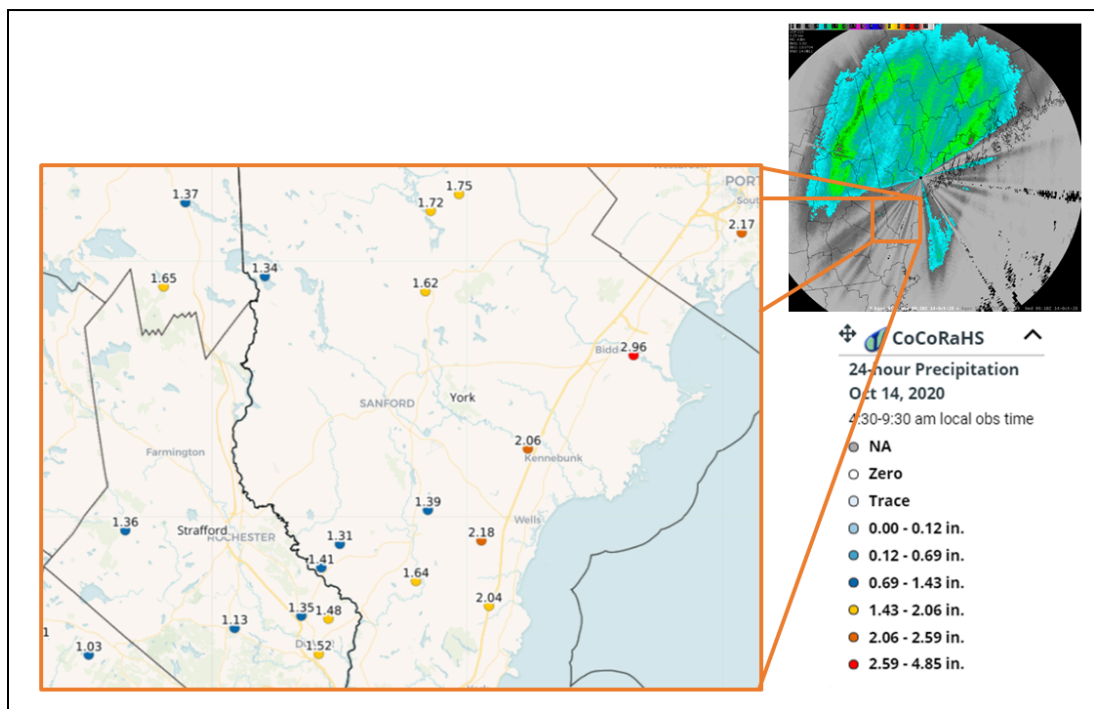 1.75
1.37
1.72
PORT
Sout
2.17
1.34
1.65
1.62
2.96
Bidd
York
SANFORD
2.06
Farmington
Kennebunk
1.39
Wells
1.36
Strafford
2.18
ROCHESTER
1.31
1.41
1.64
2.04
1.35
1.48
1.13
1
1.52
1.03
CoCoRaHS
24-hour Precipitation
Oct 14, 2020
4:30-9:30 am local obs time
NA
Zero
Trace
0.00 - 0.12 in.
0.12 - 0.69 in.
0.69 - 1.43 in.
1.43 - 2.06 in.
2.06 - 2.59 in.
2.59 - 4.85 in.